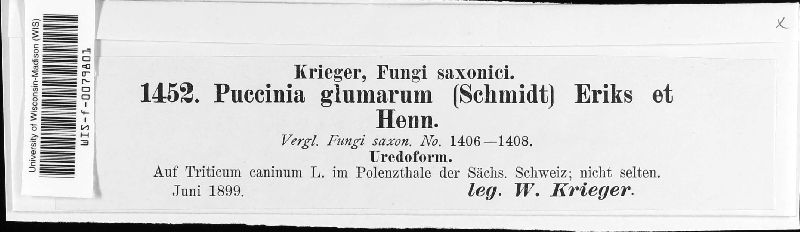 University of Wisconsin-Madison (WIS)
WIS-f-0079801
x
Krieger, Fungi saxonici.
1452. Puccinia glumarum (Schmidt) Eriks et
Henn.
Vergl. Fungi saxon. No. 1406—1408.
Uredoform.
Auf Triticum caninum L. im Polenzthale der Sächs. Schweiz; nicht selten.
Juni 1899. leg. W. Krieger.